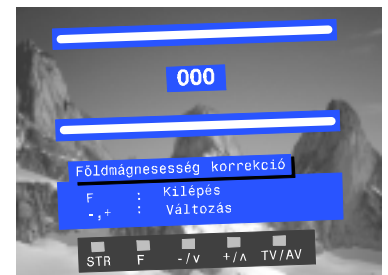 000
Földmágnesesség korrekció
F : Kilépés
-,+ : Változás
STR F -/∨ +/∧ TV/AV